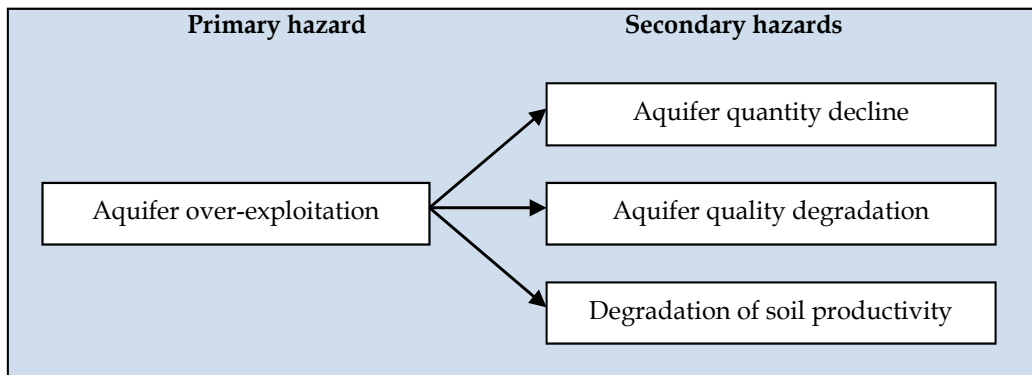 Primary hazard
Secondary hazards
Aquifer quantity decline
Aquifer over-exploitation
Aquifer quality degradation
Degradation of soil productivity